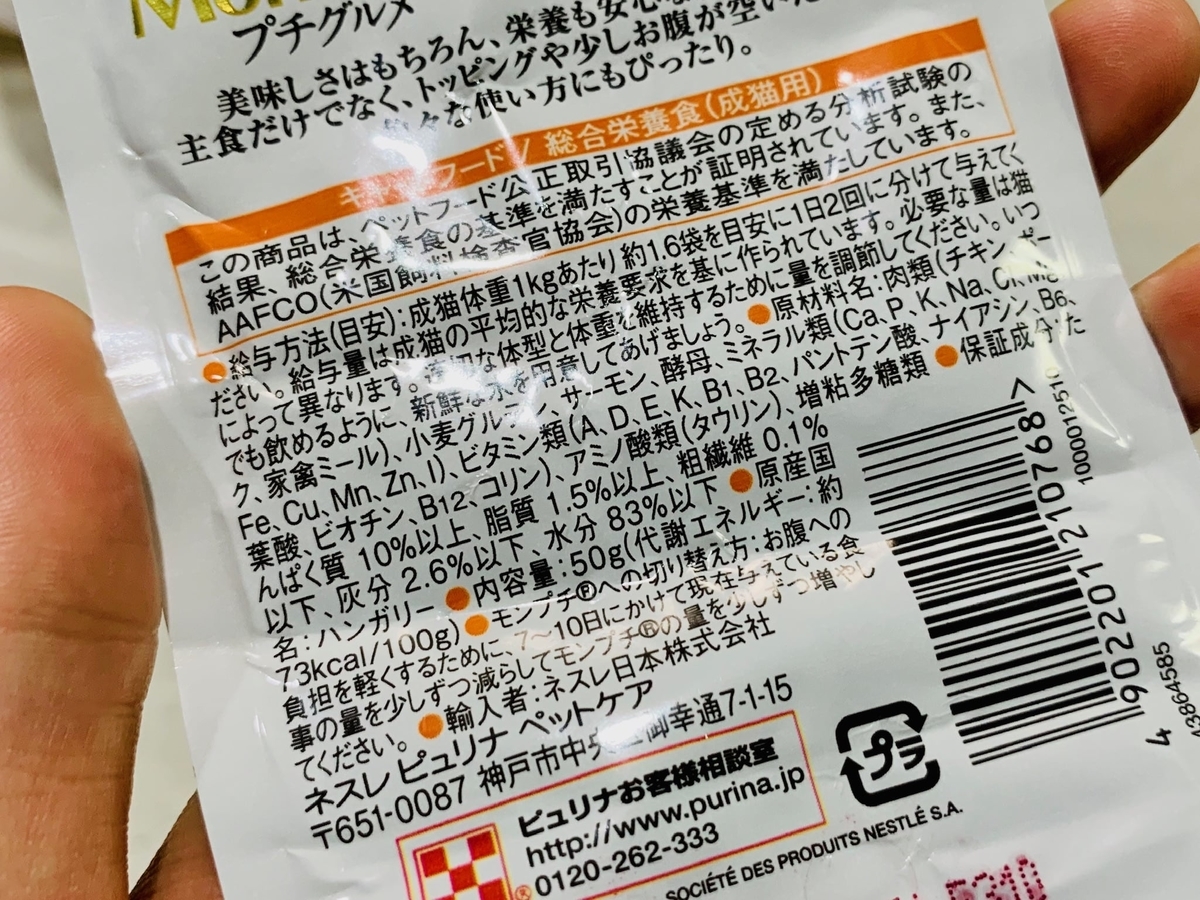 プチグルメ
美味しさはもちろん、栄養も安心
主食だけでなく、トッピングや少しお腹が空いた
な使い方にもぴったり。
フード / 総合栄養食(成猫用)
この商品は、ペットフード公正取引協議会の定める分析試験の
結果、総合栄養食の基準を満たすことが証明されています。また、
AAFCO(米国飼料検査官協会)の栄養基準を満たしています。
●給与方法(目安):成猫体重1kgあたり約1.6袋を目安に1日2回に分けて与えてく
ださい。給与量は成猫の平均的な栄養要求を基に作られています。必要な量は猫
によって異なります。適切な体型と体重を維持するために量を調節してください。いつ
でも飲めるように、新鮮な水を用意してあげましょう。●原材料名:肉類(チキン、ポー
ク、家禽ミール)、小麦グルテン、サーモン、酵母、ミネラル類(Ca、P、K、Na、Cl、Mg、
Fe、Cu、Mn、Zn、I)、ビタミン類(A、D、E、K、B1、B2、パントテン酸、ナイアシン、B6、
葉酸、ビオチン、B12、コリン)、アミノ酸類(タウリン)、増粘多糖類 ●保証成分:た
んぱく質 10%以上、脂質 1.5%以上、粗繊維 0.1%
以下、灰分 2.6%以下、水分 83%以下 ●原産国
名:ハンガリー ●内容量:50g(代謝エネルギー:約
73kcal/100g) ●モンプチ®への切り替え方:お腹への
負担を軽くするために、7〜10日にかけて現在与えている食
事の量を少しずつ減らしてモンプチ®の量を少しずつ増やし
てください。 ●輸入者:ネスレ日本株式会社
ネスレ ピュリナ ペットケア
〒651-0087 神戸市中央区御幸通7-1-15
ピュリナお客様相談室
http://www.purina.jp
0120-262-333
プラ
SOCIÉTÉ DES PRODUITS NESTLÉ S.A.
4 902201 210768 >
43864585